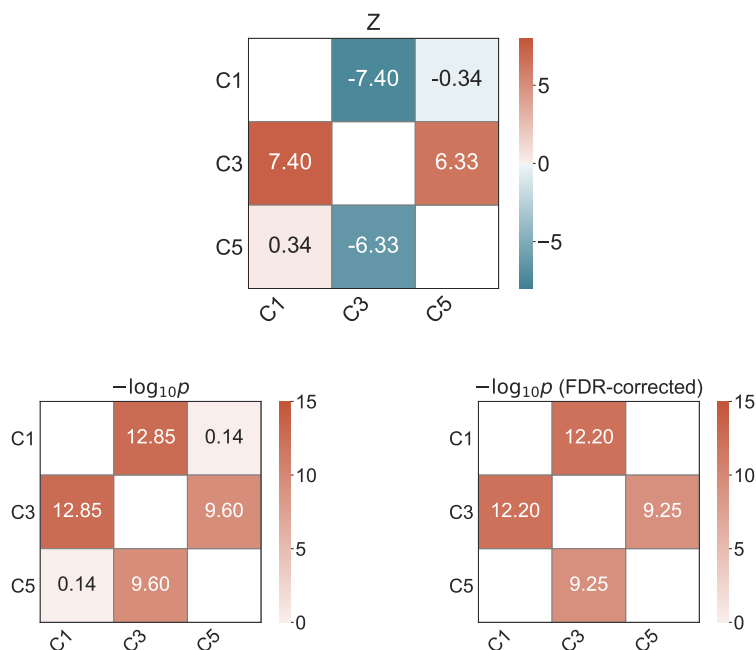 Z
C1 -7.40 -0.34
C3 7.40 6.33
C5 0.34 -6.33
C1 C3 C5
5
0
−5
−log₁₀p
C1 12.85 0.14
C3 12.85 9.60
C5 0.14 9.60
C1 C3 C5
15
10
5
0
−log₁₀p (FDR-corrected)
C1 12.20
C3 12.20 9.25
C5 9.25
C1 C3 C5
15
10
5
0